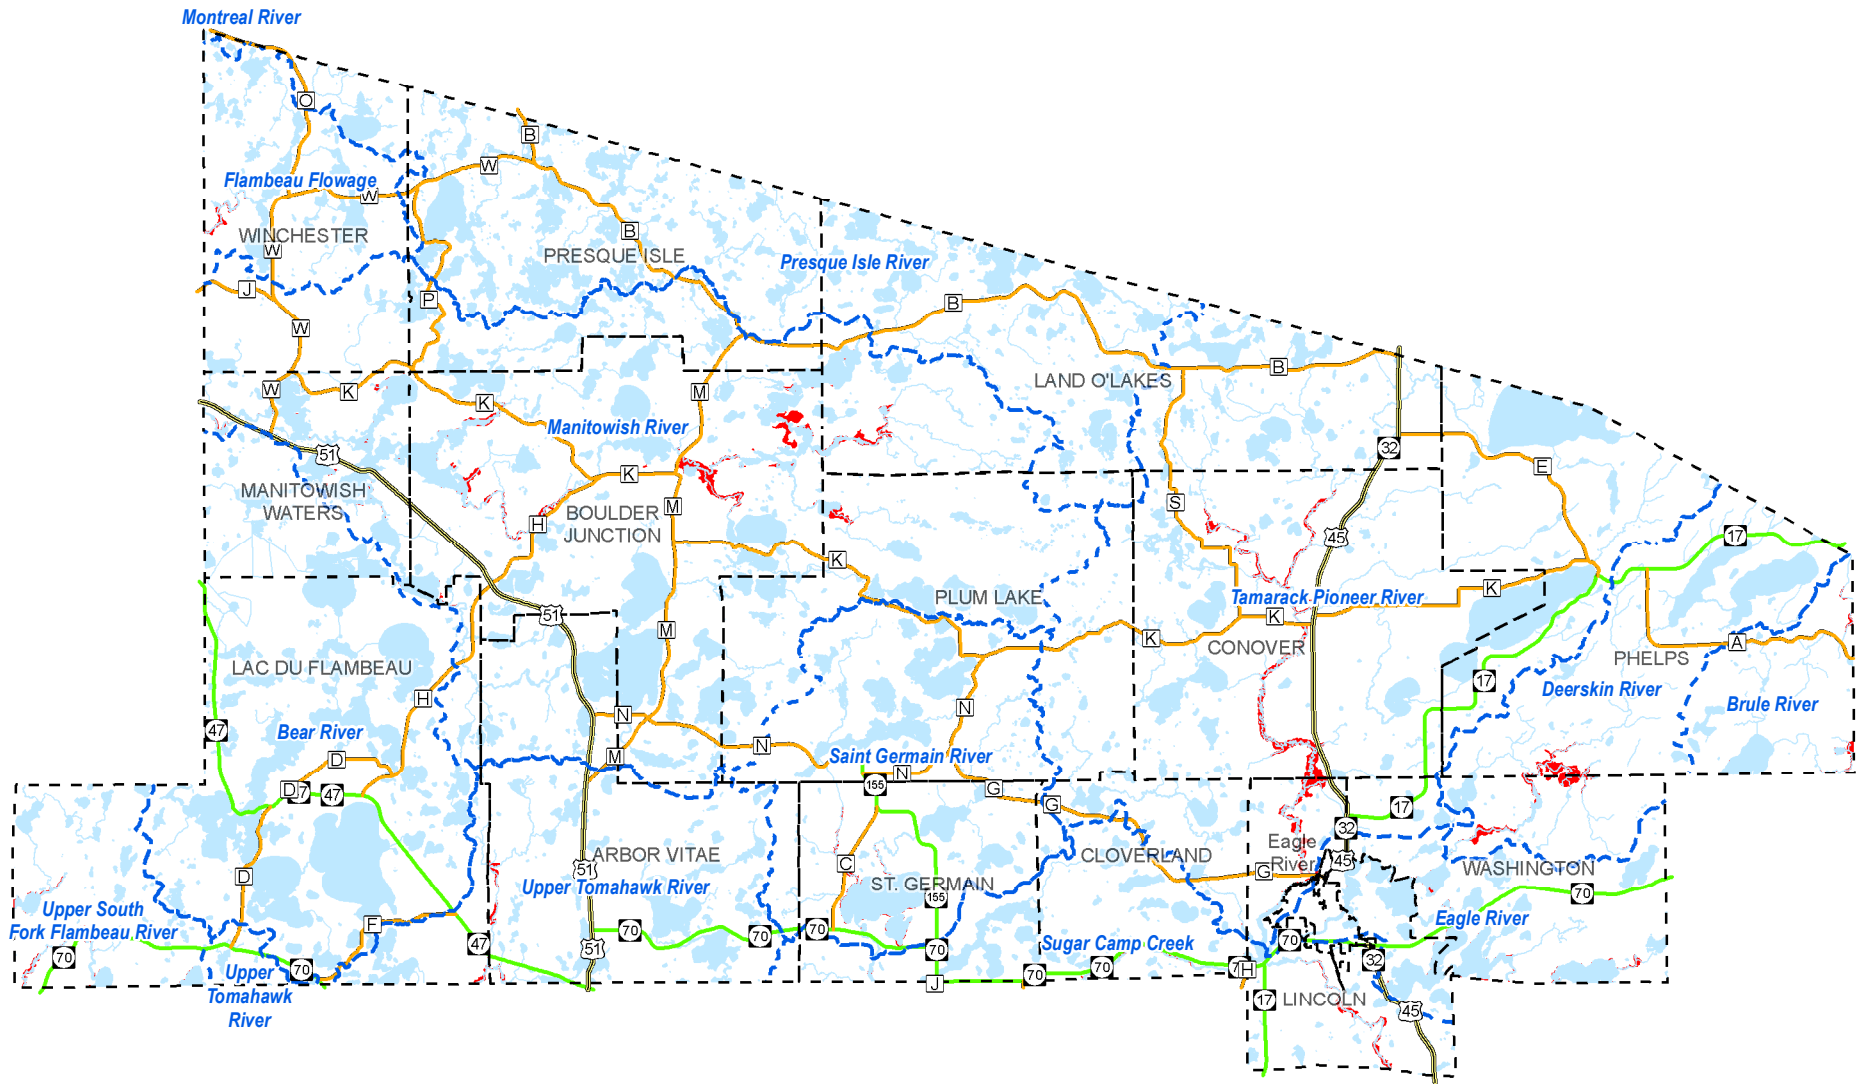 Montreal River
O
B
W
Flambeau Flowage
W
WINCHESTER
W
B
PRESQUE ISLE
Presque Isle River
J
P
B
W
B
LAND O'LAKES
W
K
K
M
Manitowish River
32
51
K
E
MANITOWISH
WATERS
M
S
H
BOULDER
JUNCTION
45
17
K
K
PLUM LAKE
Tamarack Pioneer River
51
K
M
K
CONOVER
A
LAC DU FLAMBEAU
PHELPS
17
Deerskin River
H
N
N
Brule River
47
Bear River
N
D
M
Saint Germain River
N
D
47
155
G
G
17
32
Eagle
River
45
ARBOR VITAE
CLOVERLAND
C
G
WASHINGTON
51
D
ST. GERMAIN
Upper Tomahawk River
155
70
Upper South
Fork Flambeau River
F
Eagle River
70
70
70
70
Sugar Camp Creek
47
51
70
70
32
70
70
70
H
Upper
Tomahawk
River
J
17
LINCOLN
45